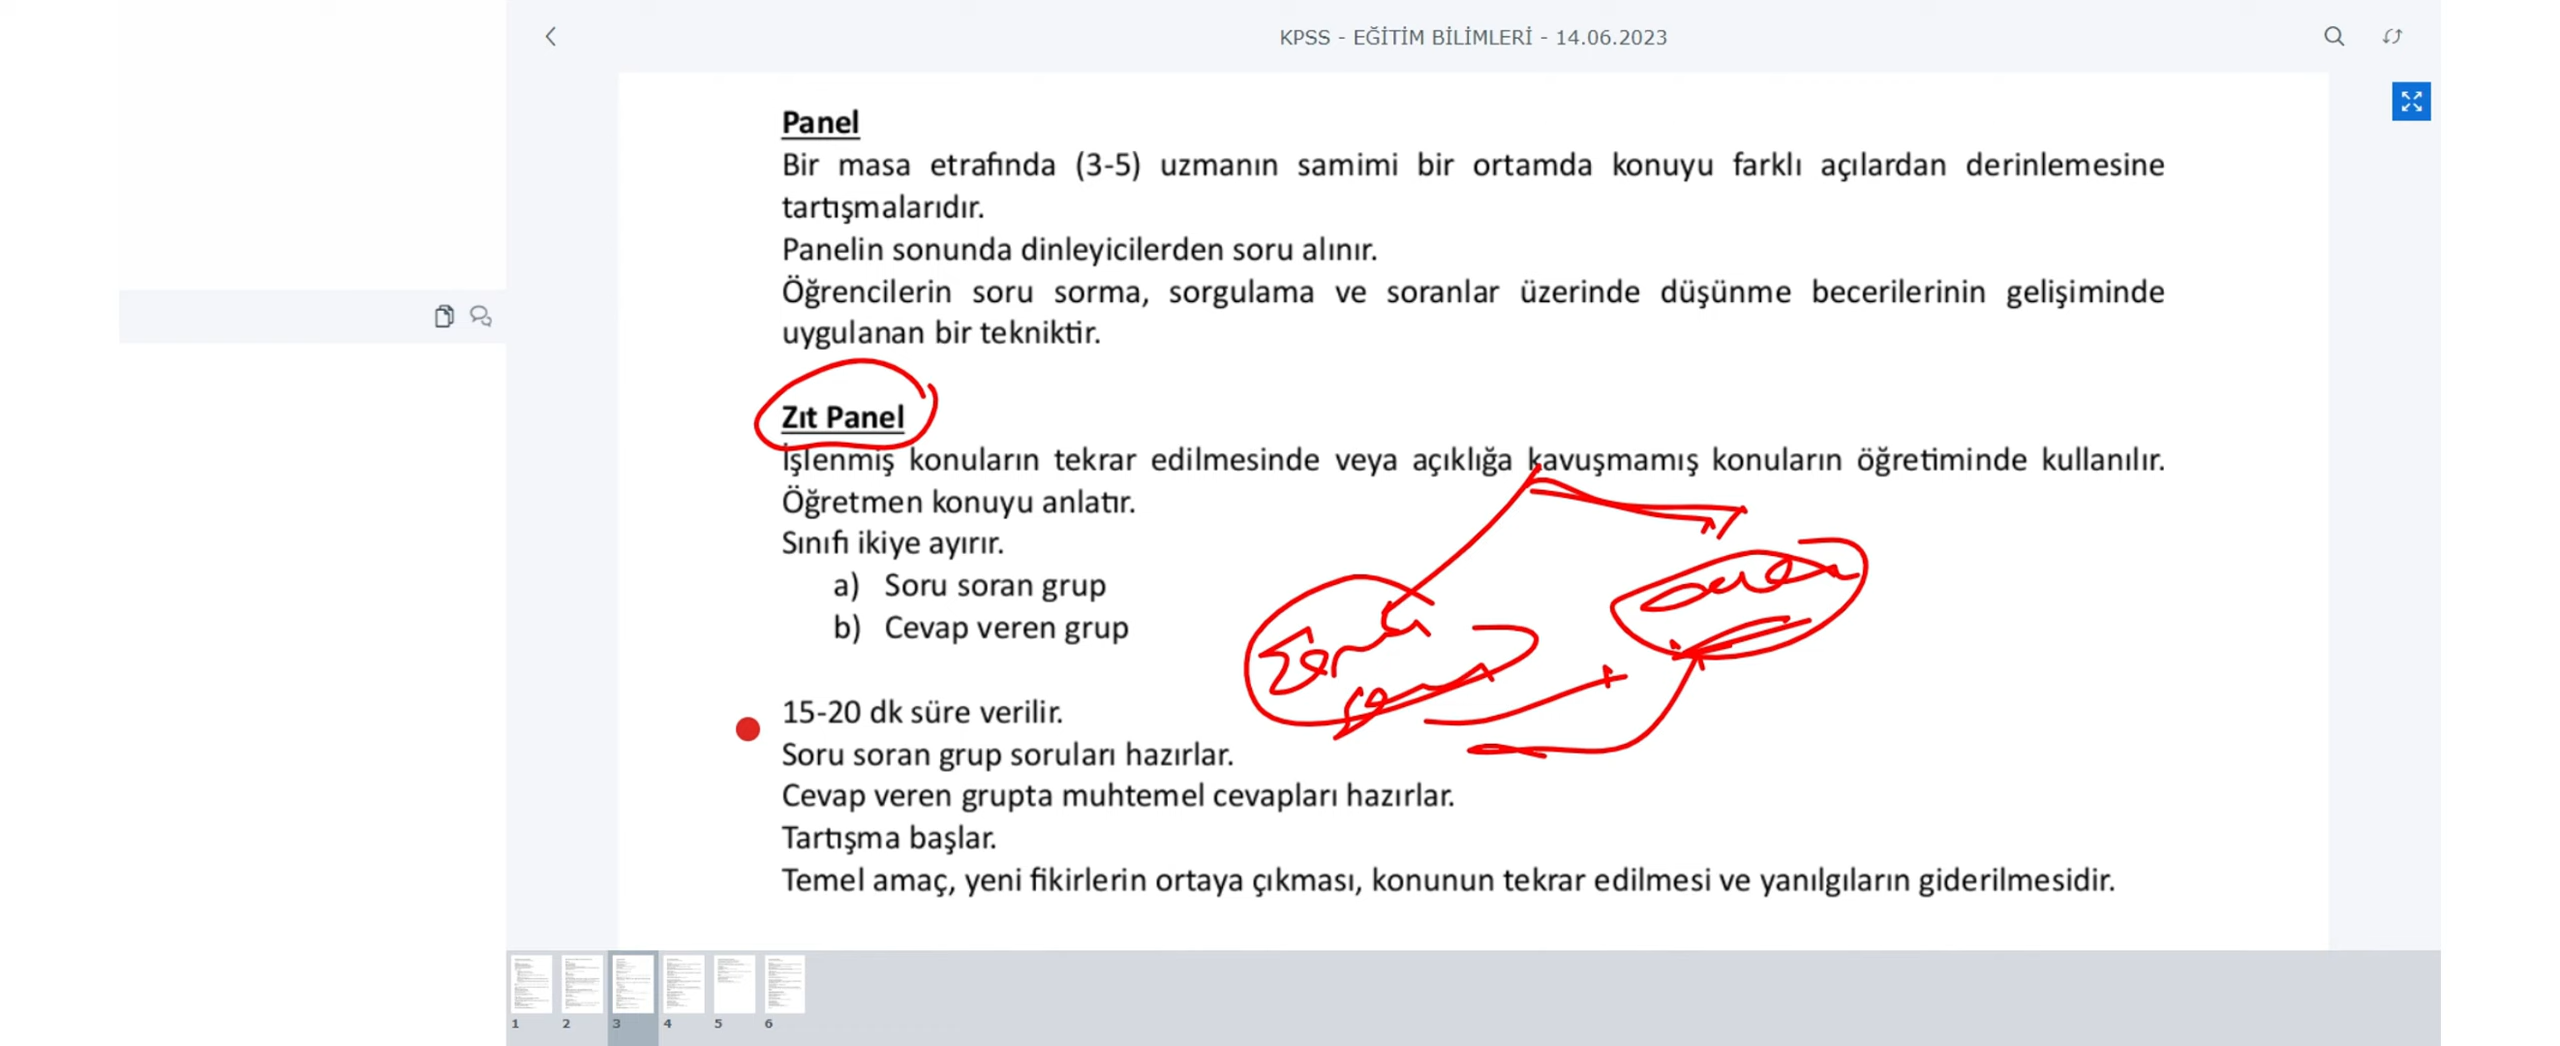 KPSS - EĞİTİM BİLİMLERİ - 14.06.2023
Panel
Bir masa etrafında (3-5) uzmanın samimi bir ortamda konuyu farklı açılardan derinlemesine
tartışmalarıdır.
Panelin sonunda dinleyicilerden soru alınır.
Öğrencilerin soru sorma, sorgulama ve soranlar üzerinde düşünme becerilerinin gelişiminde
uygulanan bir tekniktir.
Zıt Panel
İşlenmiş konuların tekrar edilmesinde veya açıklığa kavuşmamış konuların öğretiminde kullanılır.
Öğretmen konuyu anlatır.
Sınıfı ikiye ayırır.
a) Soru soran grup
b) Cevap veren grup
15-20 dk süre verilir.
Soru soran grup soruları hazırlar.
Cevap veren grupta muhtemel cevapları hazırlar.
Tartışma başlar.
Temel amaç, yeni fikirlerin ortaya çıkması, konunun tekrar edilmesi ve yanılgıların giderilmesidir.
1 2 3 4 5 6